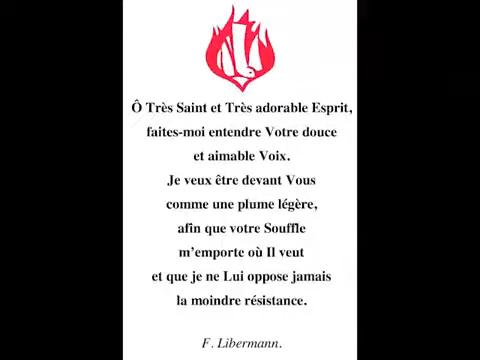 Ô Très Saint et Très adorable Esprit,
faites-moi entendre Votre douce
et aimable Voix.
Je veux être devant Vous
comme une plume légère,
afin que votre Souffle
m’emporte où Il veut
et que je ne Lui oppose jamais
la moindre résistance.
F. Libermann.